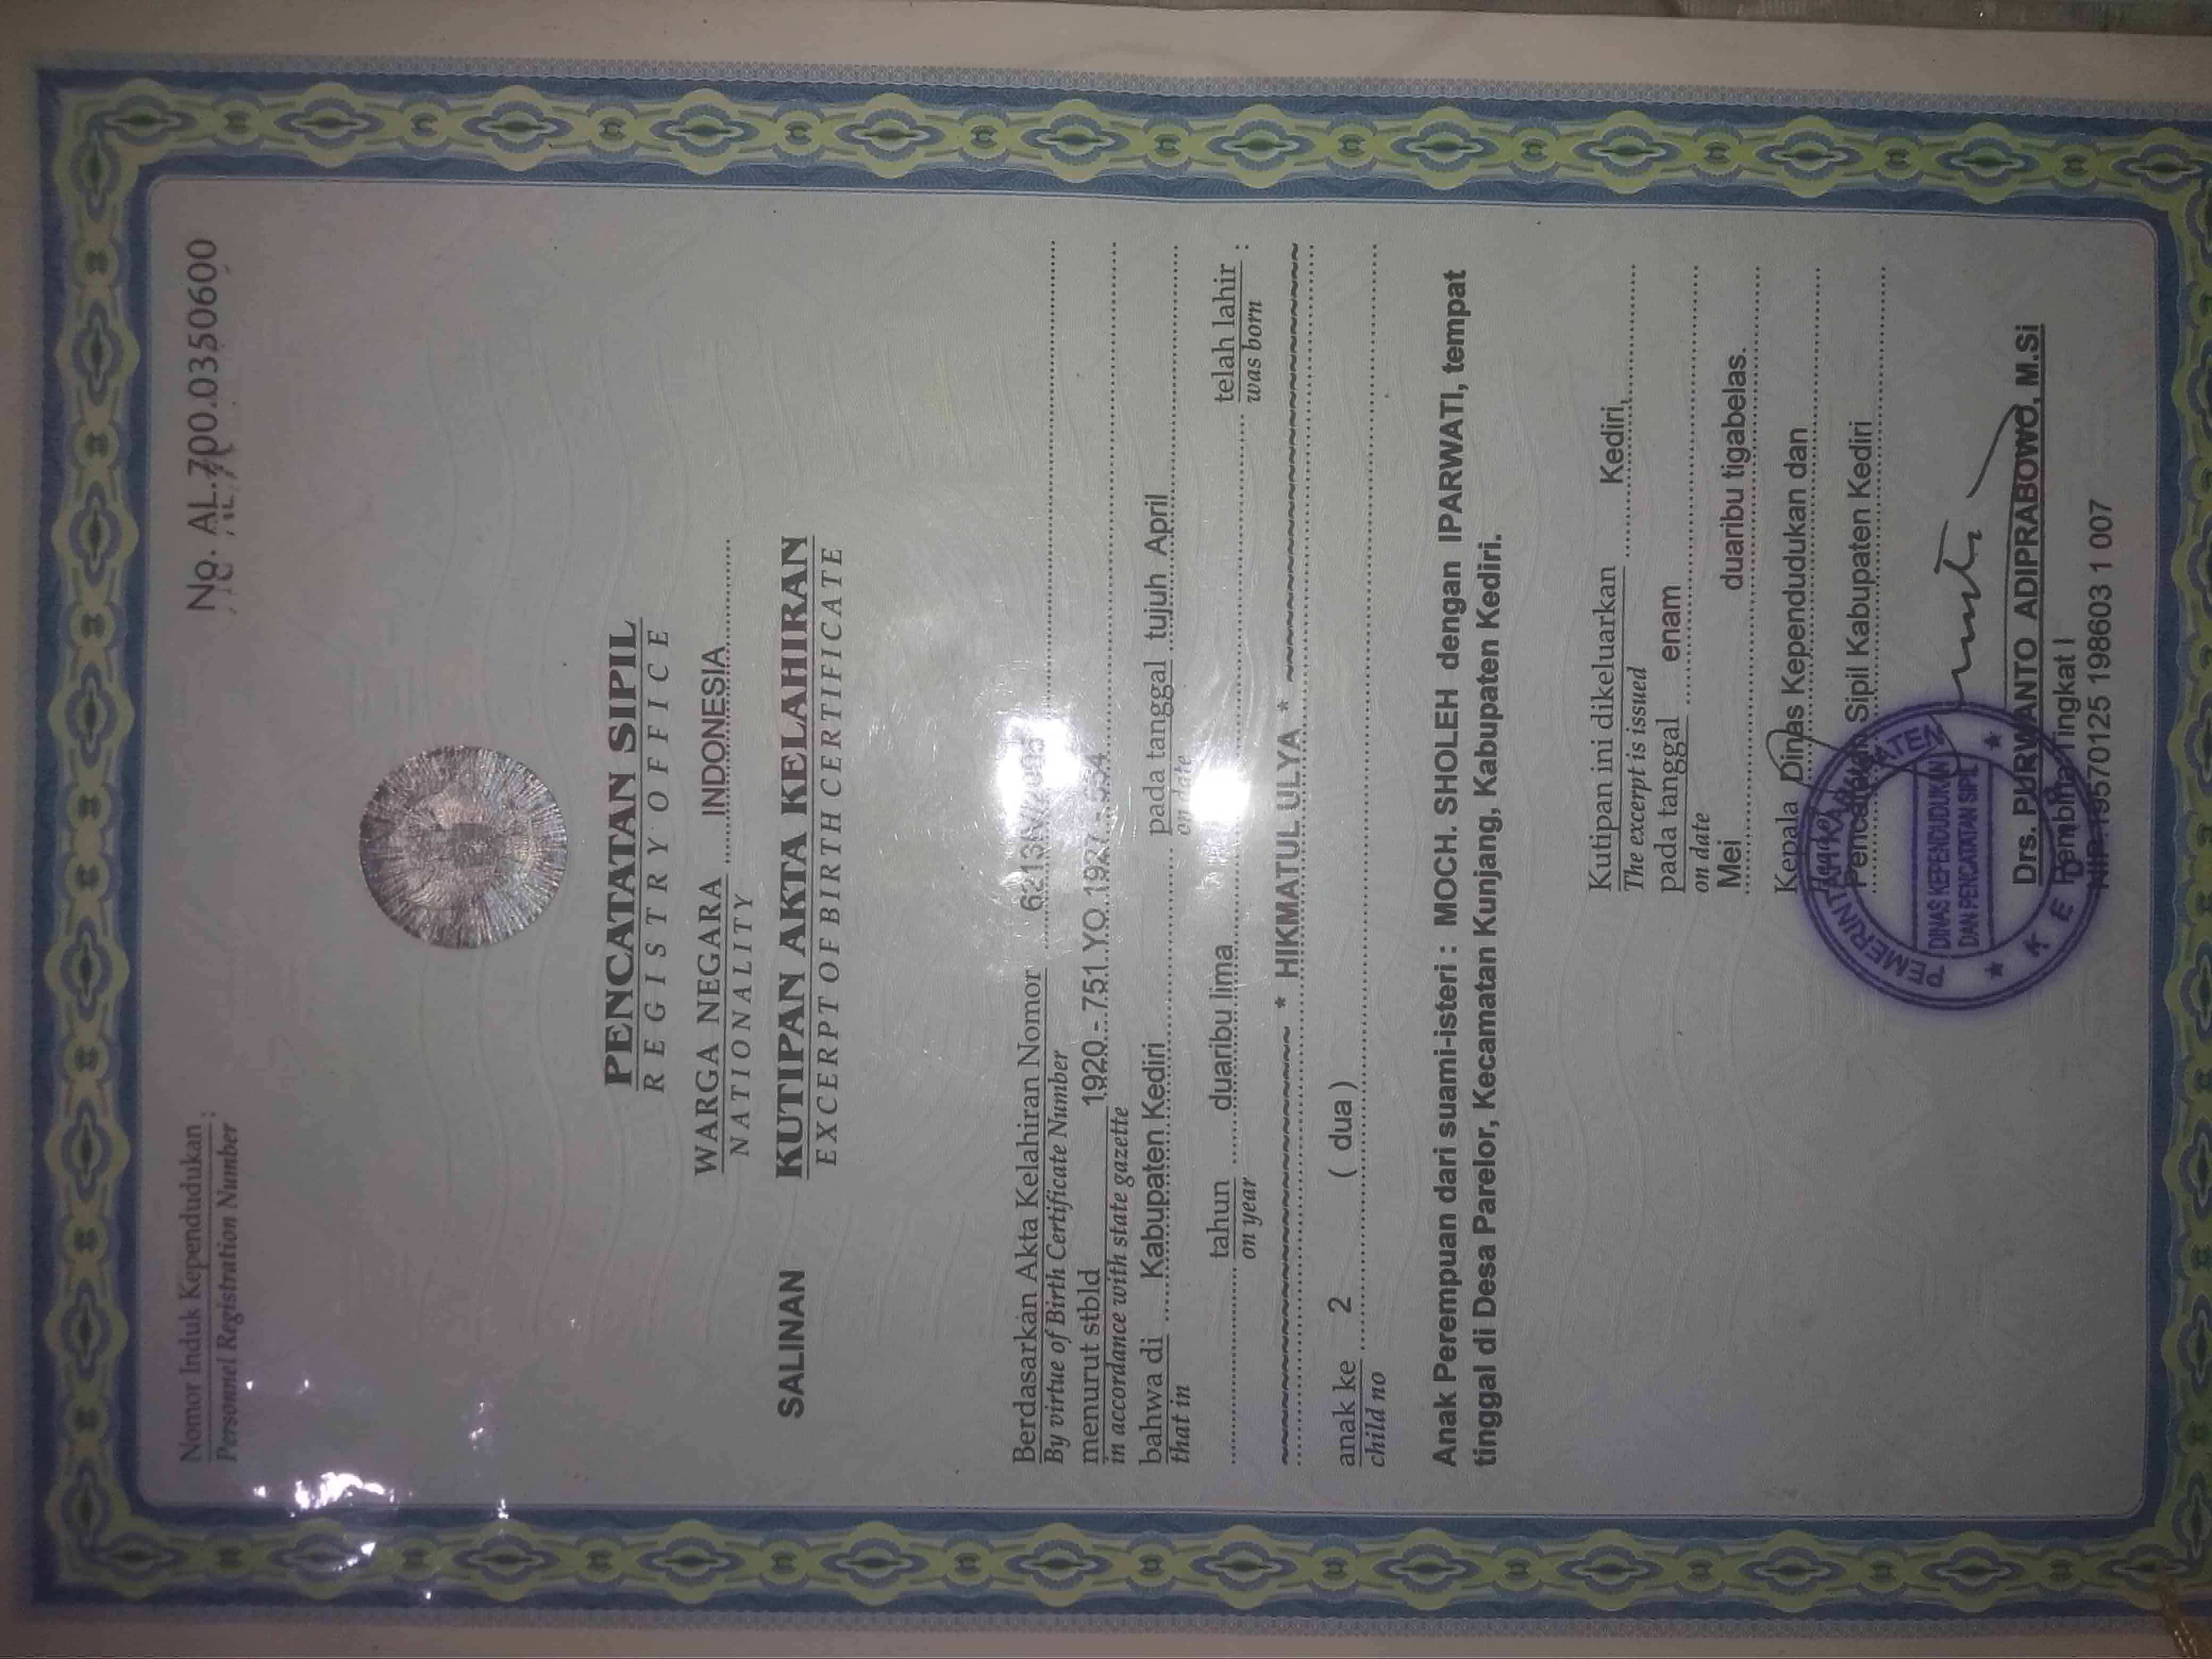 Nomor Induk Kependudukan :
Personnel Registration Number
No. AL.700.0350600
PENCATAN SIPIL
REGISTRY OFFICE
WARGA NEGARA INDONESIA
NATIONALITY
SALINAN KUTIPAN AKTA KELAHIRAN
EXCERPT OF BIRTH CERTIFICATE
Berdasarkan Akta Kelahiran Nomor
By virtue of Birth Certificate Number
menurut stbld 1920 - 751 YO.1927
in accordance with state gazette
bahwa di Kabupaten Kediri pada tanggal tujuh April
that in on date
tahun duaribu lima telah lahir :
on year was born
* HIKMATUL ULYA *
anak ke 2 ( dua )
child no
Anak Perempuan dari suami-isteri : MOCH. SHOLEH dengan IPARWATI, tempat
tinggal di Desa Parelor, Kecamatan Kunjang, Kabupaten Kediri.
Kutipan ini dikeluarkan Kediri,
The excerpt is issued
pada tanggal enam
on date
Mei duaribu tigabelas.
Kepala Dinas Kependudukan dan
Head of
Pencatatan Sipil Kabupaten Kediri
PEMERINTAH KABUPATEN
DINAS KEPENDUDUKAN
DAN PENCATATAN SIPIL
Drs. PURWANTO ADIPRABOWO, M.Si
Pembina Tingkat I
NIP.19570125 198603 1 007